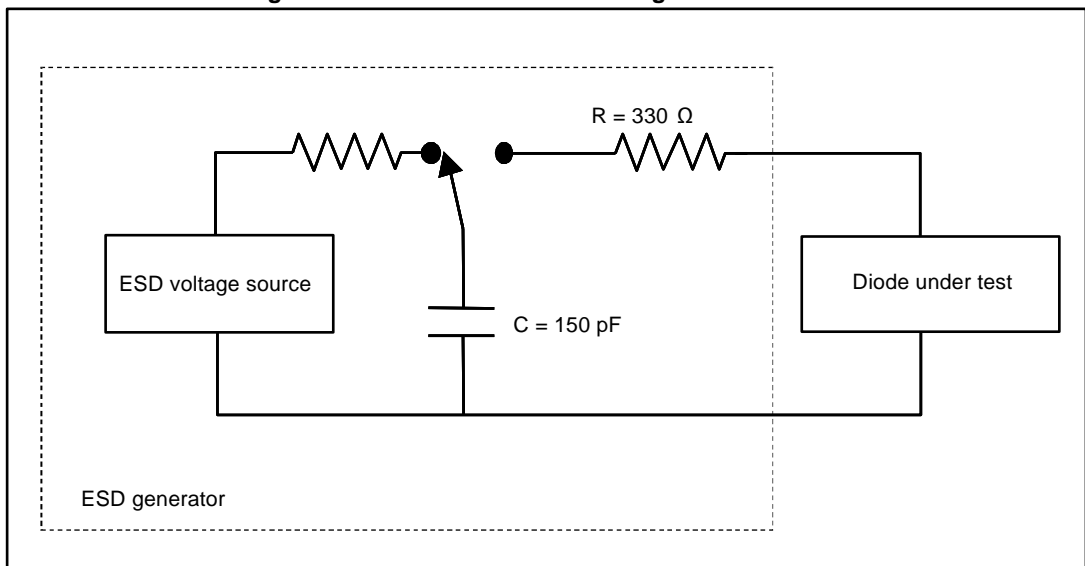 R = 330 Ω
ESD voltage source
Diode under test
C = 150 pF
ESD generator